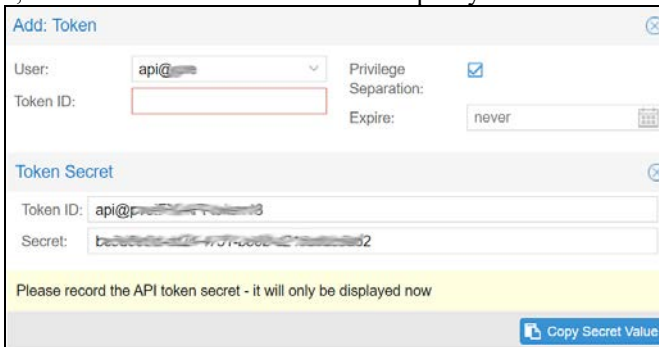 Add: Token
User: api@
Privilege Separation:
Token ID:
Expire: never
Token Secret
Token ID: api@
Secret:
Please record the API token secret - it will only be displayed now
Copy Secret Value